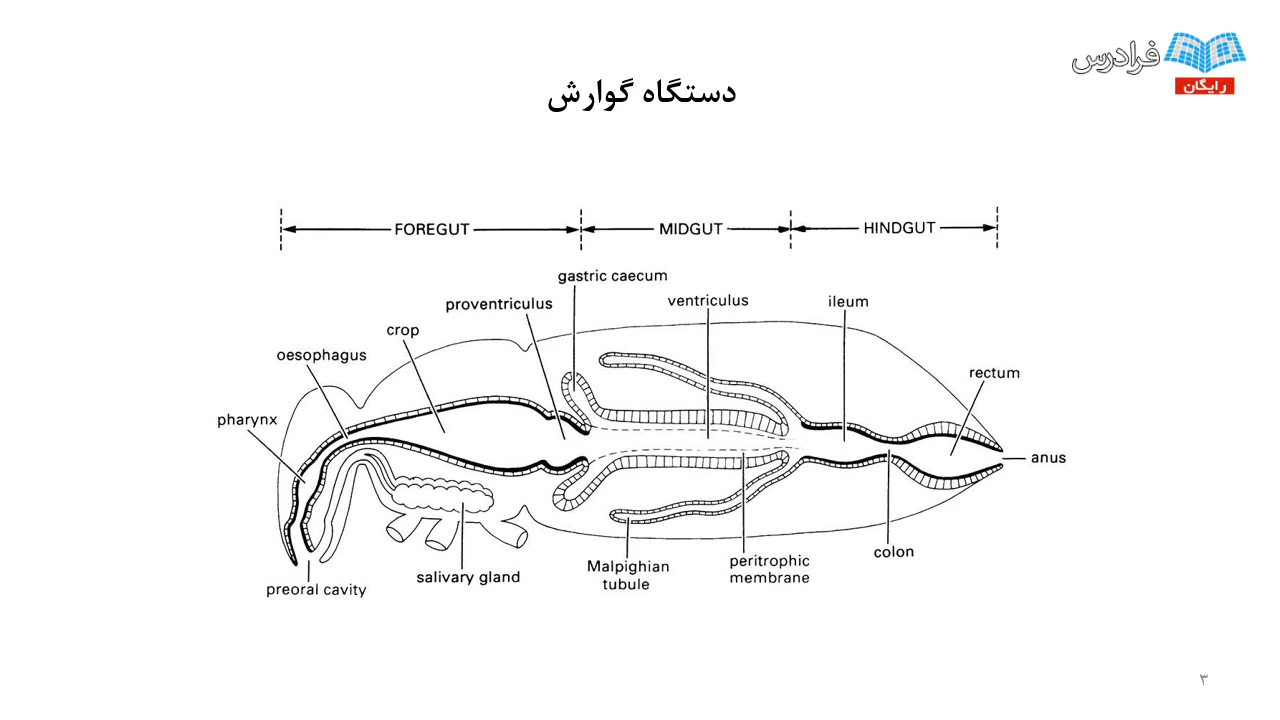 فرادرس
رایگان
دستگاه گوارش
FOREGUT
MIDGUT
HINDGUT
gastric caecum
proventriculus
ventriculus
ileum
crop
oesophagus
rectum
pharynx
anus
colon
Malpighian
tubule
peritrophic
membrane
salivary gland
preoral cavity
۳